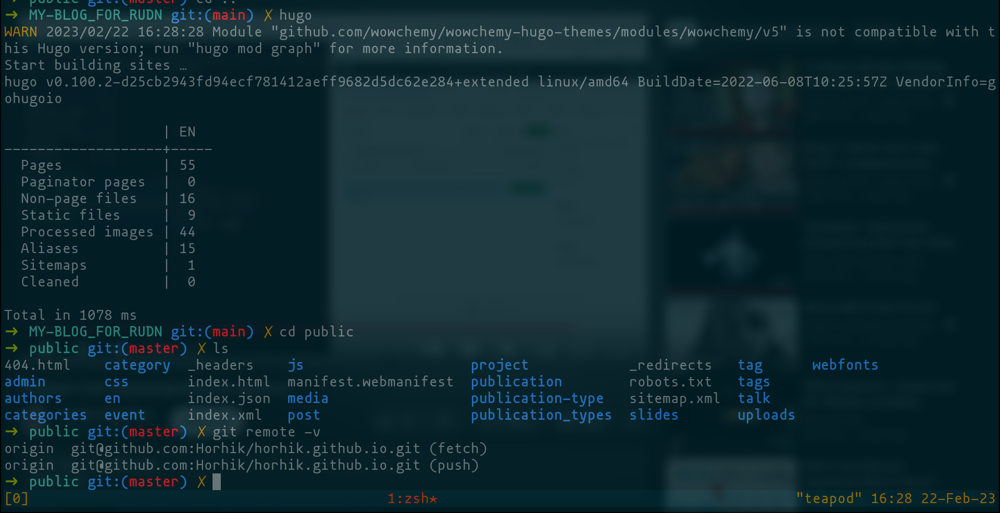 → public git:(master) cd ..
→ MY-BLOG_FOR_RUDN git:(main) ✗ hugo
WARN 2023/02/22 16:28:28 Module "github.com/wowchemy/wowchemy-hugo-themes/modules/wowchemy/v5" is not compatible with t
his Hugo version; run "hugo mod graph" for more information.
Start building sites …
hugo v0.100.2-d25cb2943fd94ecf781412aeff9682d5dc62e284+extended linux/amd64 BuildDate=2022-06-08T10:25:57Z VendorInfo=g
ohugoio
                   | EN
-------------------+-----
  Pages            | 55
  Paginator pages  |  0
  Non-page files   | 16
  Static files     |  9
  Processed images | 44
  Aliases          | 15
  Sitemaps         |  1
  Cleaned          |  0
Total in 1078 ms
→ MY-BLOG_FOR_RUDN git:(main) ✗ cd public
→ public git:(master) ✗ ls
404.html    category  _headers    js                    project            _redirects   tag      webfonts
admin       css       index.html  manifest.webmanifest  publication        robots.txt   tags
authors     en        index.json  media                 publication-type   sitemap.xml  talk
categories  event     index.xml   post                  publication_types  slides       uploads
→ public git:(master) ✗ git remote -v
origin  git@github.com:Horhik/horhik.github.io.git (fetch)
origin  git@github.com:Horhik/horhik.github.io.git (push)
→ public git:(master) ✗
[0] 1:zsh* "teapod" 16:28 22-Feb-23